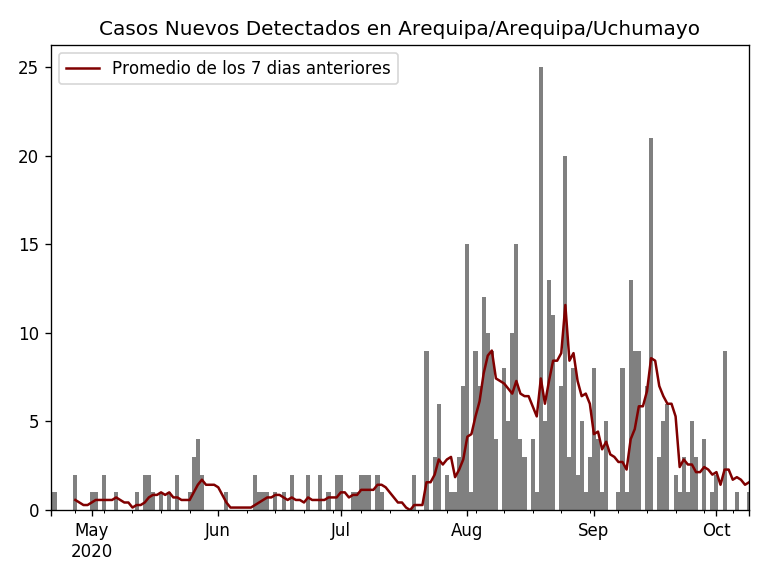 Casos Nuevos Detectados en Arequipa/Arequipa/Uchumayo
Promedio de los 7 dias anteriores
25
20
15
10
5
0
May Jun Jul Aug Sep Oct
2020